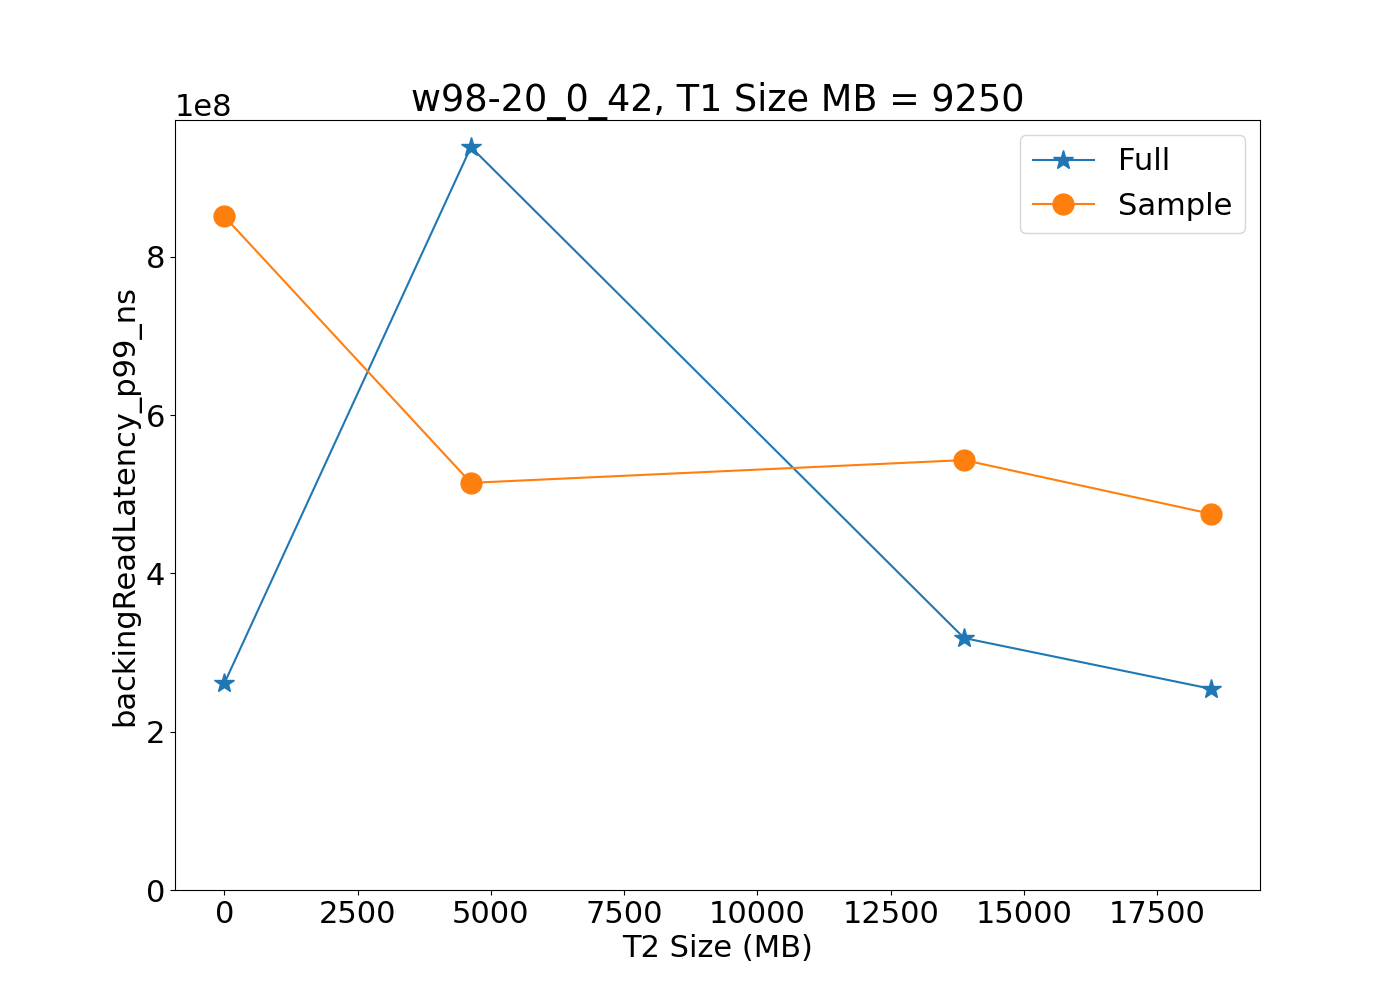 w98-20_0_42, T1 Size MB = 9250
1e8
Full
Sample
8
6
4
2
0
backingReadLatency_p99_ns
0 2500 5000 7500 10000 12500 15000 17500
T2 Size (MB)